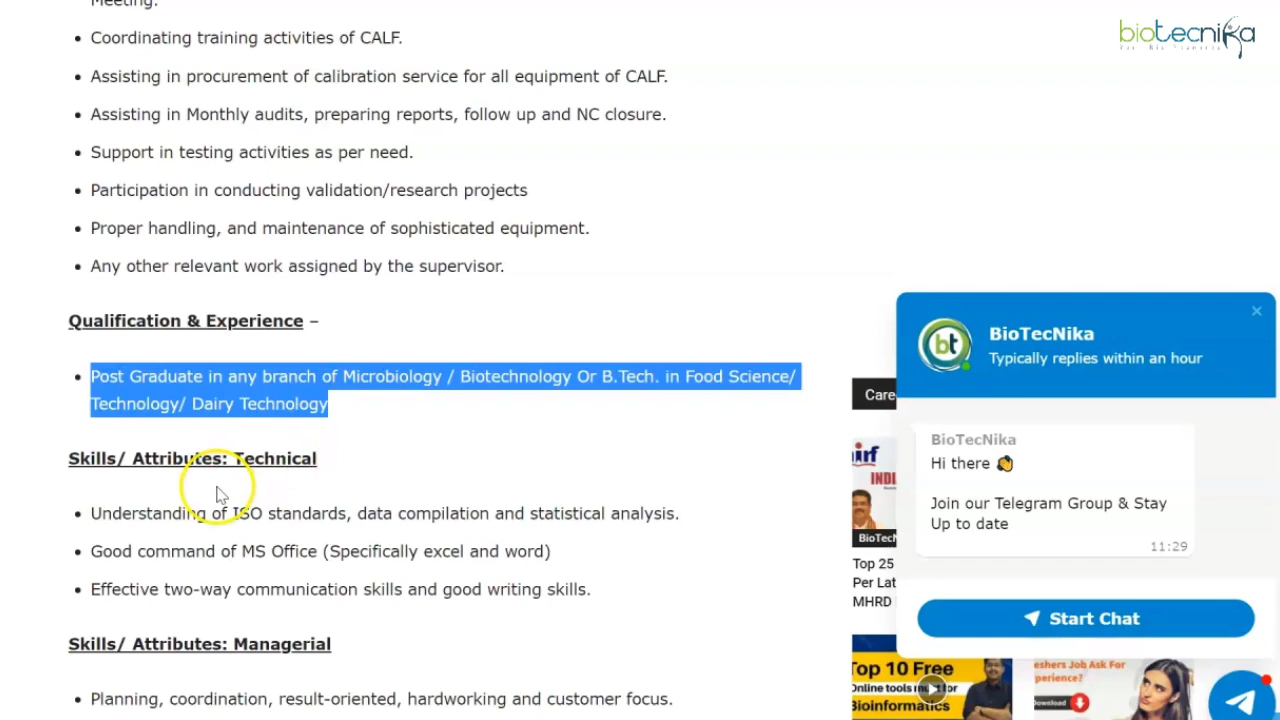 Meeting.
biotecnika
• Coordinating training activities of CALF.
• Assisting in procurement of calibration service for all equipment of CALF.
• Assisting in Monthly audits, preparing reports, follow up and NC closure.
• Support in testing activities as per need.
• Participation in conducting validation/research projects
• Proper handling, and maintenance of sophisticated equipment.
• Any other relevant work assigned by the supervisor.
Qualification & Experience –
• Post Graduate in any branch of Microbiology / Biotechnology Or B.Tech. in Food Science/
Technology/ Dairy Technology
Skills/ Attributes: Technical
• Understanding of ISO standards, data compilation and statistical analysis.
• Good command of MS Office (Specifically excel and word)
• Effective two-way communication skills and good writing skills.
Skills/ Attributes: Managerial
• Planning, coordination, result-oriented, hardworking and customer focus.
Care
irf
INDI
BioTecN
Top 25
Per Lat
MHRD
Top 10 Free
Online tools must for
Bioinformatics
bt
BioTecNika
Typically replies within an hour
BioTecNika
Hi there
Join our Telegram Group & Stay
Up to date
11:29
Start Chat
eshers Job Ask For
perience?
Download